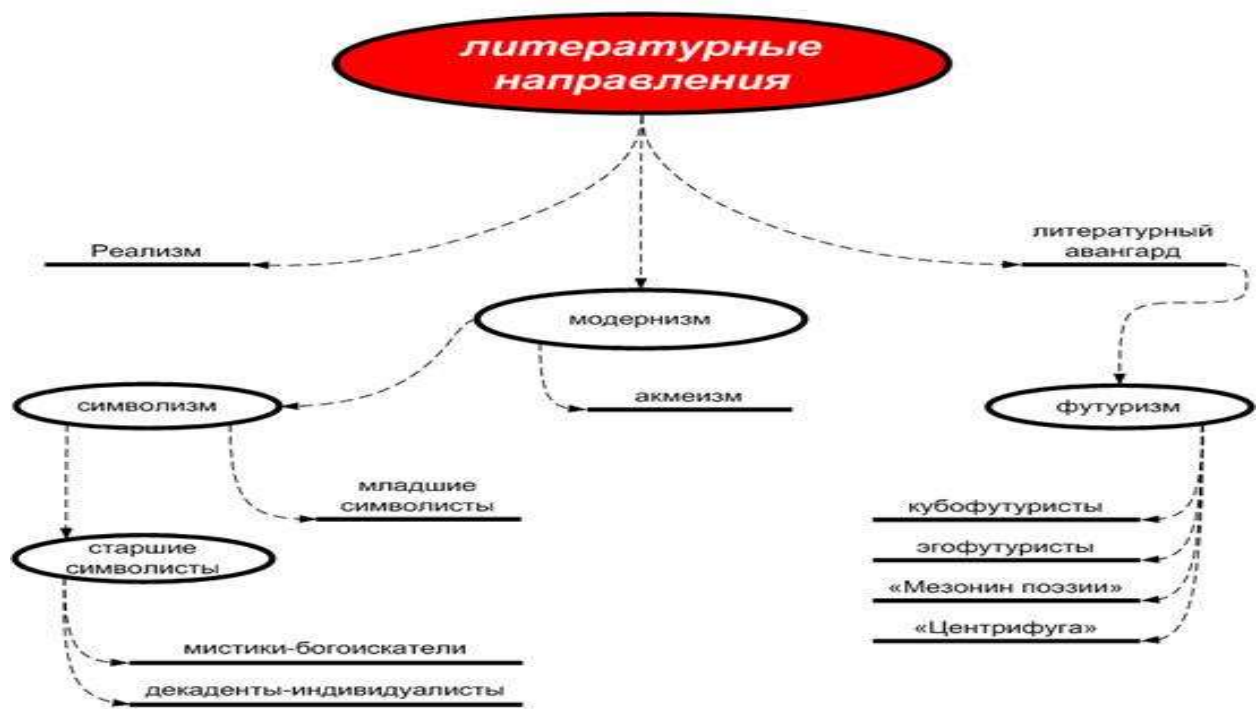 литературные
направления
Реализм
литературный
авангард
модернизм
символизм
акмеизм
футуризм
младшие
символисты
старшие
символисты
мистики-богоискатели
декаденты-индивидуалисты
кубофутуристы
эгофутуристы
«Мезонин поэзии»
«Центрифуга»